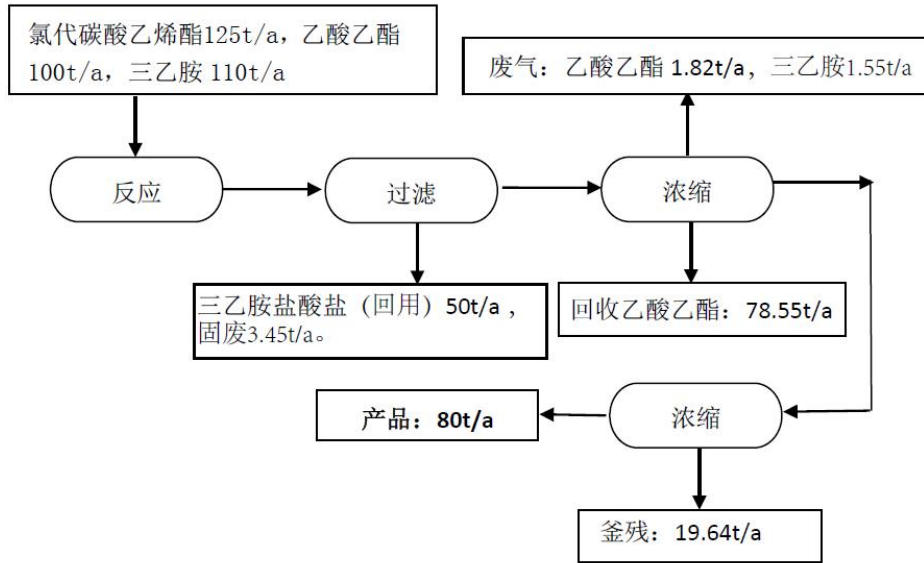 氯代碳酸乙烯酯125t/a，乙酸乙酯
100t/a，三乙胺 110t/a
废气：乙酸乙酯 1.82t/a，三乙胺1.55t/a
反应
过滤
浓缩
三乙胺盐酸盐（回用）50t/a ，
固废3.45t/a。
回收乙酸乙酯：78.55t/a
产品：80t/a
浓缩
釜残：19.64t/a